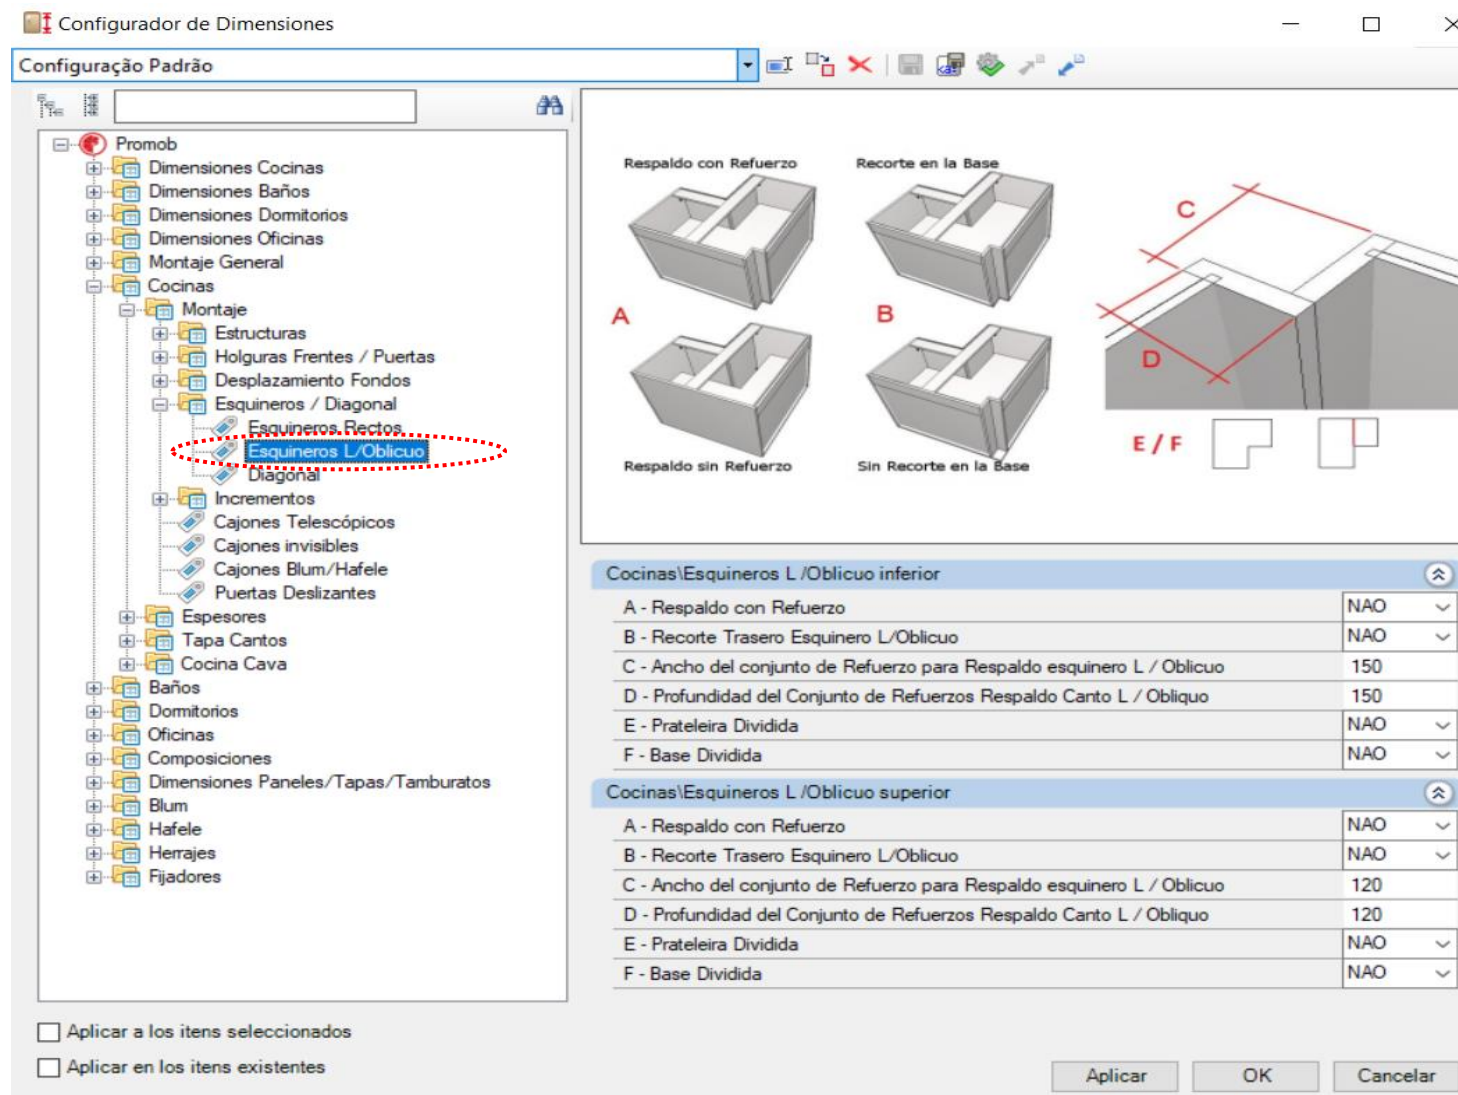 Configurador de Dimensiones
Configuração Padrão
Promob
Dimensiones Cocinas
Dimensiones Baños
Dimensiones Dormitorios
Dimensiones Oficinas
Montaje General
Cocinas
Montaje
Estructuras
Holguras Frentes / Puertas
Desplazamiento Fondos
Esquineros / Diagonal
Esquineros Rectos
Esquineros L/Oblicuo
Diagonal
Incrementos
Cajones Telescópicos
Cajones invisibles
Cajones Blum/Hafele
Puertas Deslizantes
Espesores
Tapa Cantos
Cocina Cava
Baños
Dormitorios
Oficinas
Composiciones
Dimensiones Paneles/Tapas/Tamburatos
Blum
Hafele
Herrajes
Fijadores
Aplicar a los itens seleccionados
Aplicar en los itens existentes
Respaldo con Refuerzo
Recorte en la Base
A
B
C
D
E / F
Respaldo sin Refuerzo
Sin Recorte en la Base
Cocinas\Esquineros L /Oblicuo inferior
A - Respaldo con Refuerzo NAO
B - Recorte Trasero Esquinero L/Oblicuo NAO
C - Ancho del conjunto de Refuerzo para Respaldo esquinero L / Oblicuo 150
D - Profundidad del Conjunto de Refuerzos Respaldo Canto L / Obliquo 150
E - Prateleira Dividida NAO
F - Base Dividida NAO
Cocinas\Esquineros L /Oblicuo superior
A - Respaldo con Refuerzo NAO
B - Recorte Trasero Esquinero L/Oblicuo NAO
C - Ancho del conjunto de Refuerzo para Respaldo esquinero L / Oblicuo 120
D - Profundidad del Conjunto de Refuerzos Respaldo Canto L / Obliquo 120
E - Prateleira Dividida NAO
F - Base Dividida NAO
Aplicar
OK
Cancelar